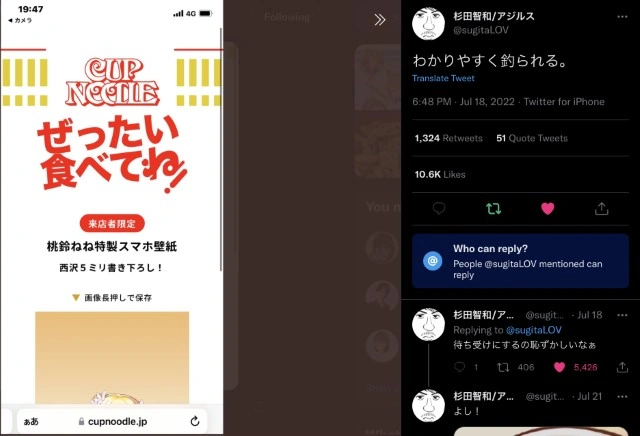 19:47
4G
◀ カメラ
CUP
NOODLE
ぜったい
食べてね!
来店者限定
桃鈴ねね特製スマホ壁紙
西沢5ミリ書き下ろし！
▼ 画像長押しで保存
ぁあ
cupnoodle.jp
Following
杉田智和/アジルス
@sugitaLOV
わかりやすく釣られる。
Translate Tweet
6:48 PM · Jul 18, 2022 · Twitter for iPhone
1,324 Retweets 51 Quote Tweets
10.6K Likes
Who can reply?
People @sugitaLOV mentioned can
reply
杉田智和/ア... @sugit... · Jul 18
Replying to @sugitaLOV
待ち受けにするの恥ずかしいなぁ
1 406 5,426
杉田智和/ア... @sugit... · Jul 21
よし！